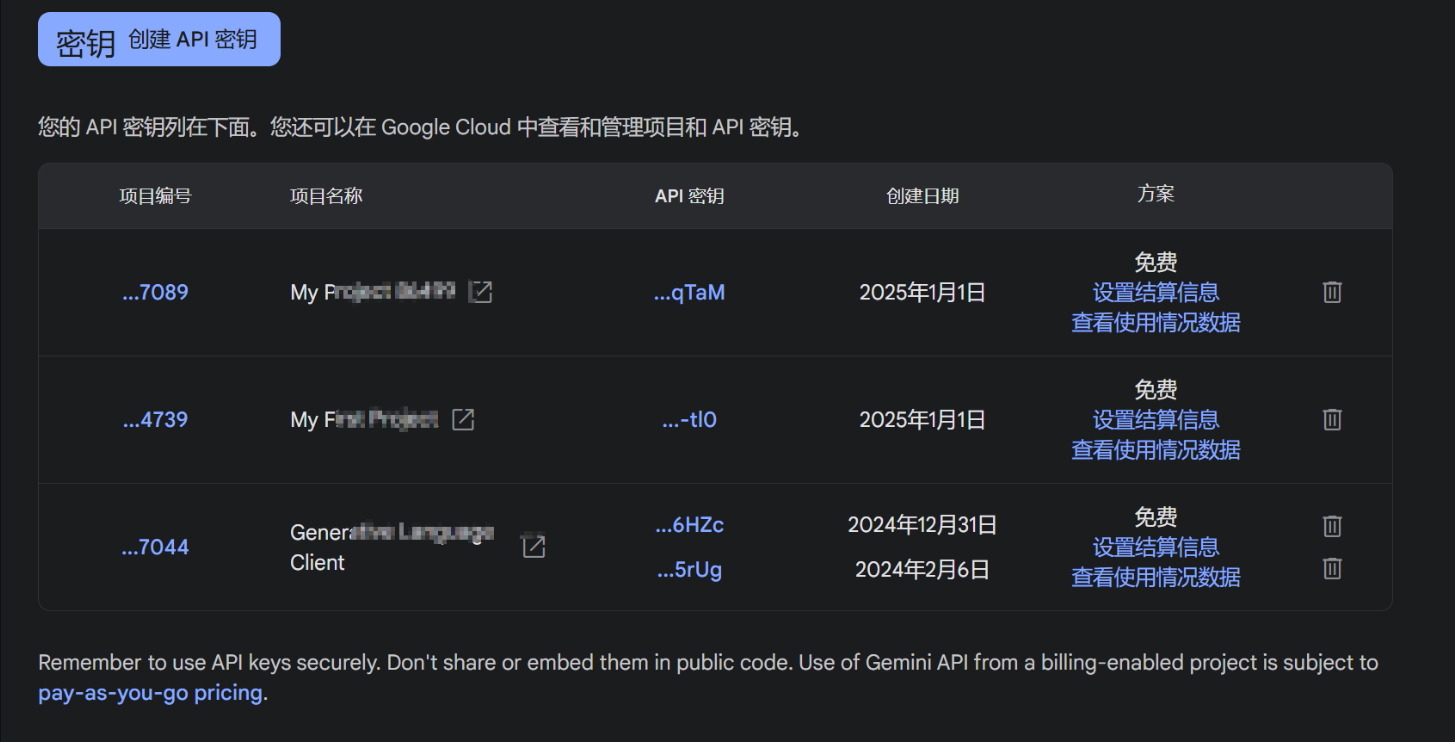 密钥 创建 API 密钥
您的 API 密钥列在下面。您还可以在 Google Cloud 中查看和管理项目和 API 密钥。
项目编号 项目名称 API 密钥 创建日期 方案
...7089 My ...qTaM 2025年1月1日 免费
设置结算信息
查看使用情况数据
...4739 My ...-tl0 2025年1月1日 免费
设置结算信息
查看使用情况数据
...7044 Client ...6HZc 2024年12月31日 免费
设置结算信息
...5rUg 2024年2月6日
查看使用情况数据
Remember to use API keys securely. Don't share or embed them in public code. Use of Gemini API from a billing-enabled project is subject to
pay-as-you-go pricing.